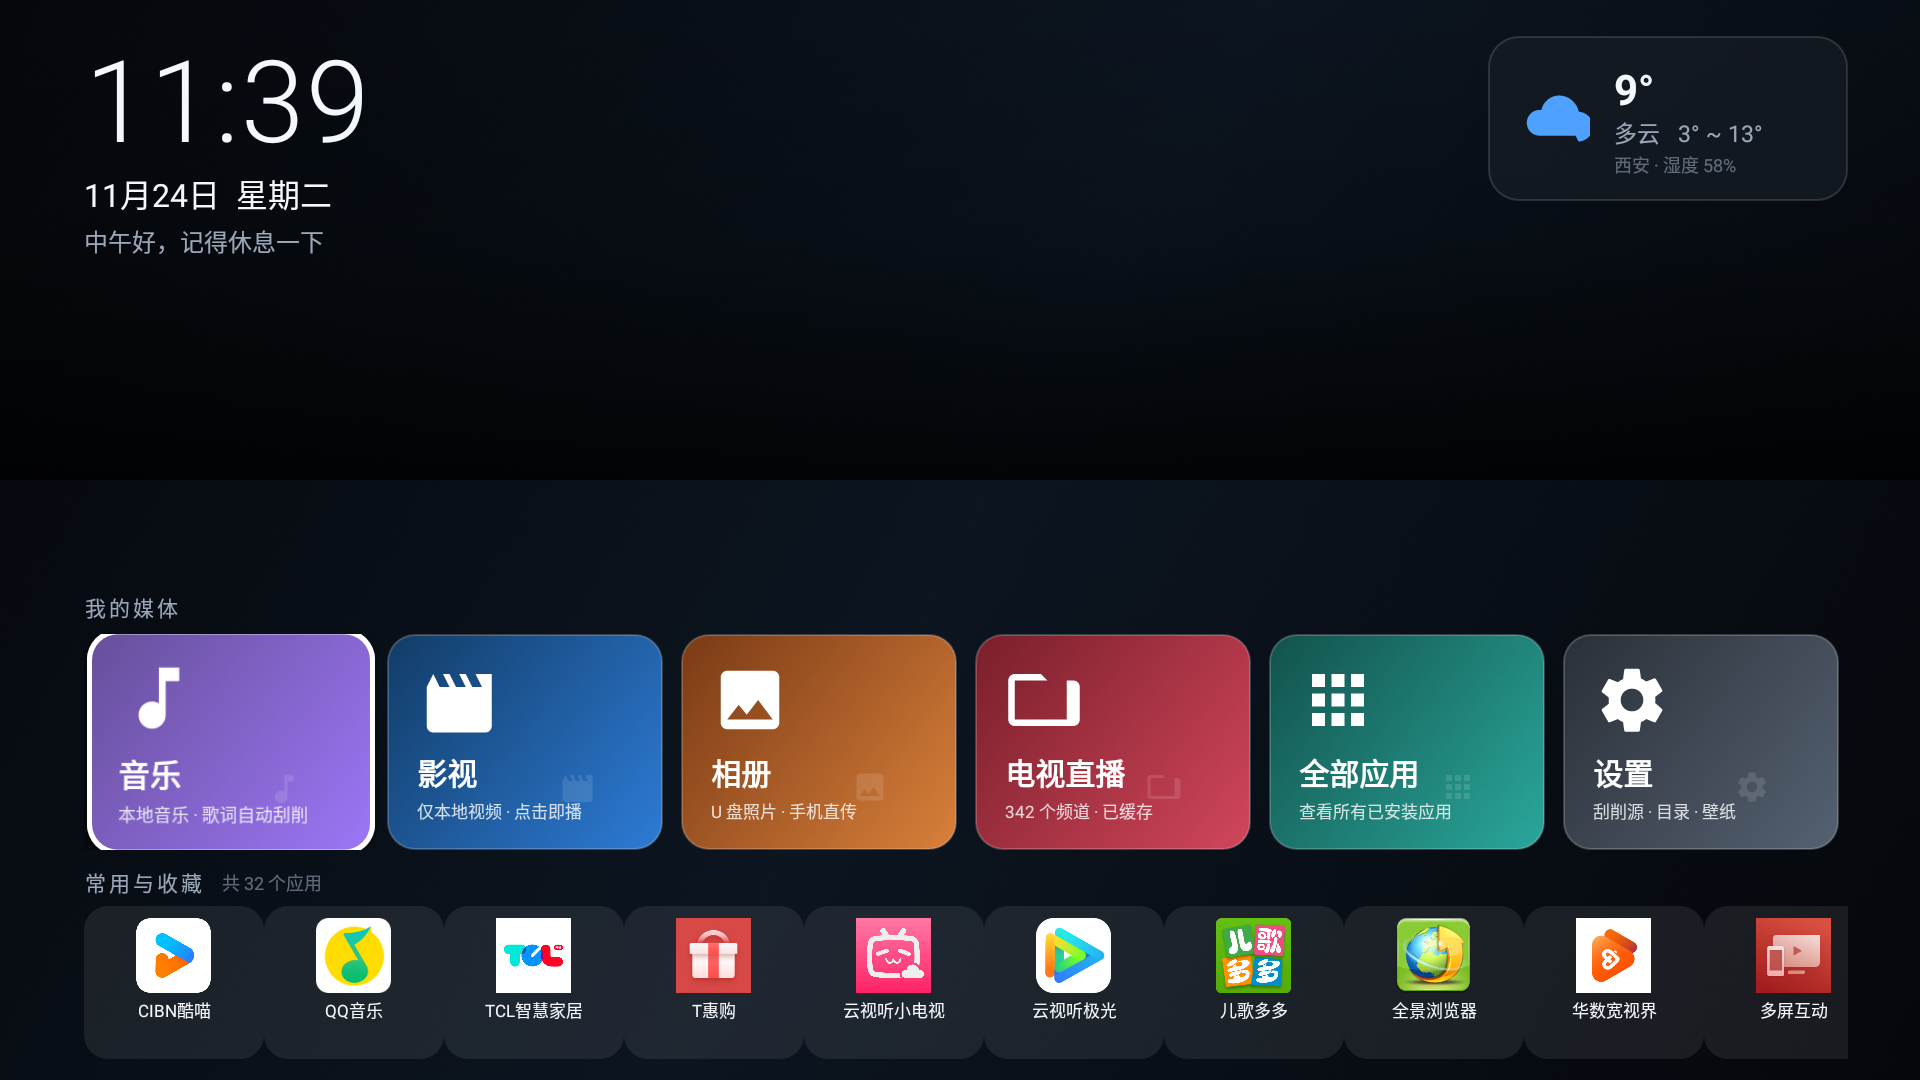 11:39
11月24日 星期二
中午好，记得休息一下
9°
多云 3° ~ 13°
西安 · 湿度 58%
我的媒体
音乐
本地音乐 · 歌词自动刮削
影视
仅本地视频 · 点击即播
相册
U 盘照片 · 手机直传
电视直播
342 个频道 · 已缓存
全部应用
查看所有已安装应用
设置
刮削源 · 目录 · 壁纸
常用与收藏 共 32 个应用
CIBN酷喵
QQ音乐
TCL
TCL智慧家居
T惠购
云视听小电视
云视听极光
儿歌多多
儿歌多多
全景浏览器
华数宽视界
多屏互动